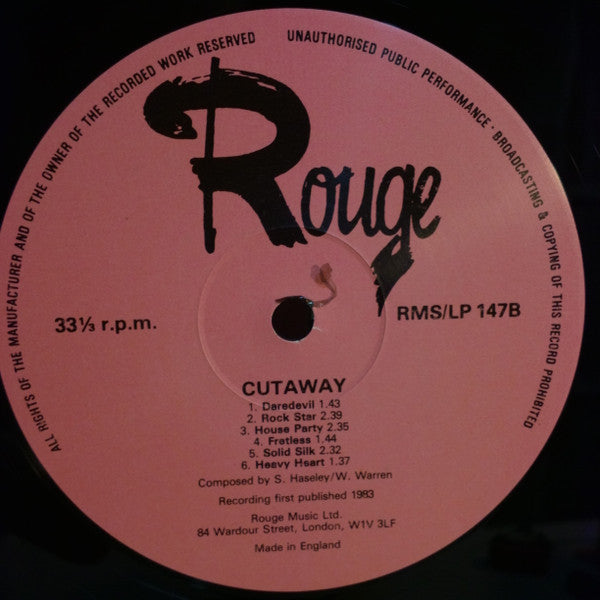 ALL RIGHTS OF THE MANUFACTURER AND OF THE OWNER OF THE RECORDED WORK RESERVED
UNAUTHORISED PUBLIC PERFORMANCE · BROADCASTING & COPYING OF THIS RECORD PROHIBITED
Rouge
33⅓ r.p.m.
RMS/LP 147B
CUTAWAY
1. Daredevil 1.43
2. Rock Star 2.39
3. House Party 2.35
4. Fretless 1.44
5. Solid Silk 2.32
6. Heavy Heart 1.37
Composed by S. Haseley/W. Warren
Recording first published 1983
Rouge Music Ltd.
84 Wardour Street, London, W1V 3LF
Made in England